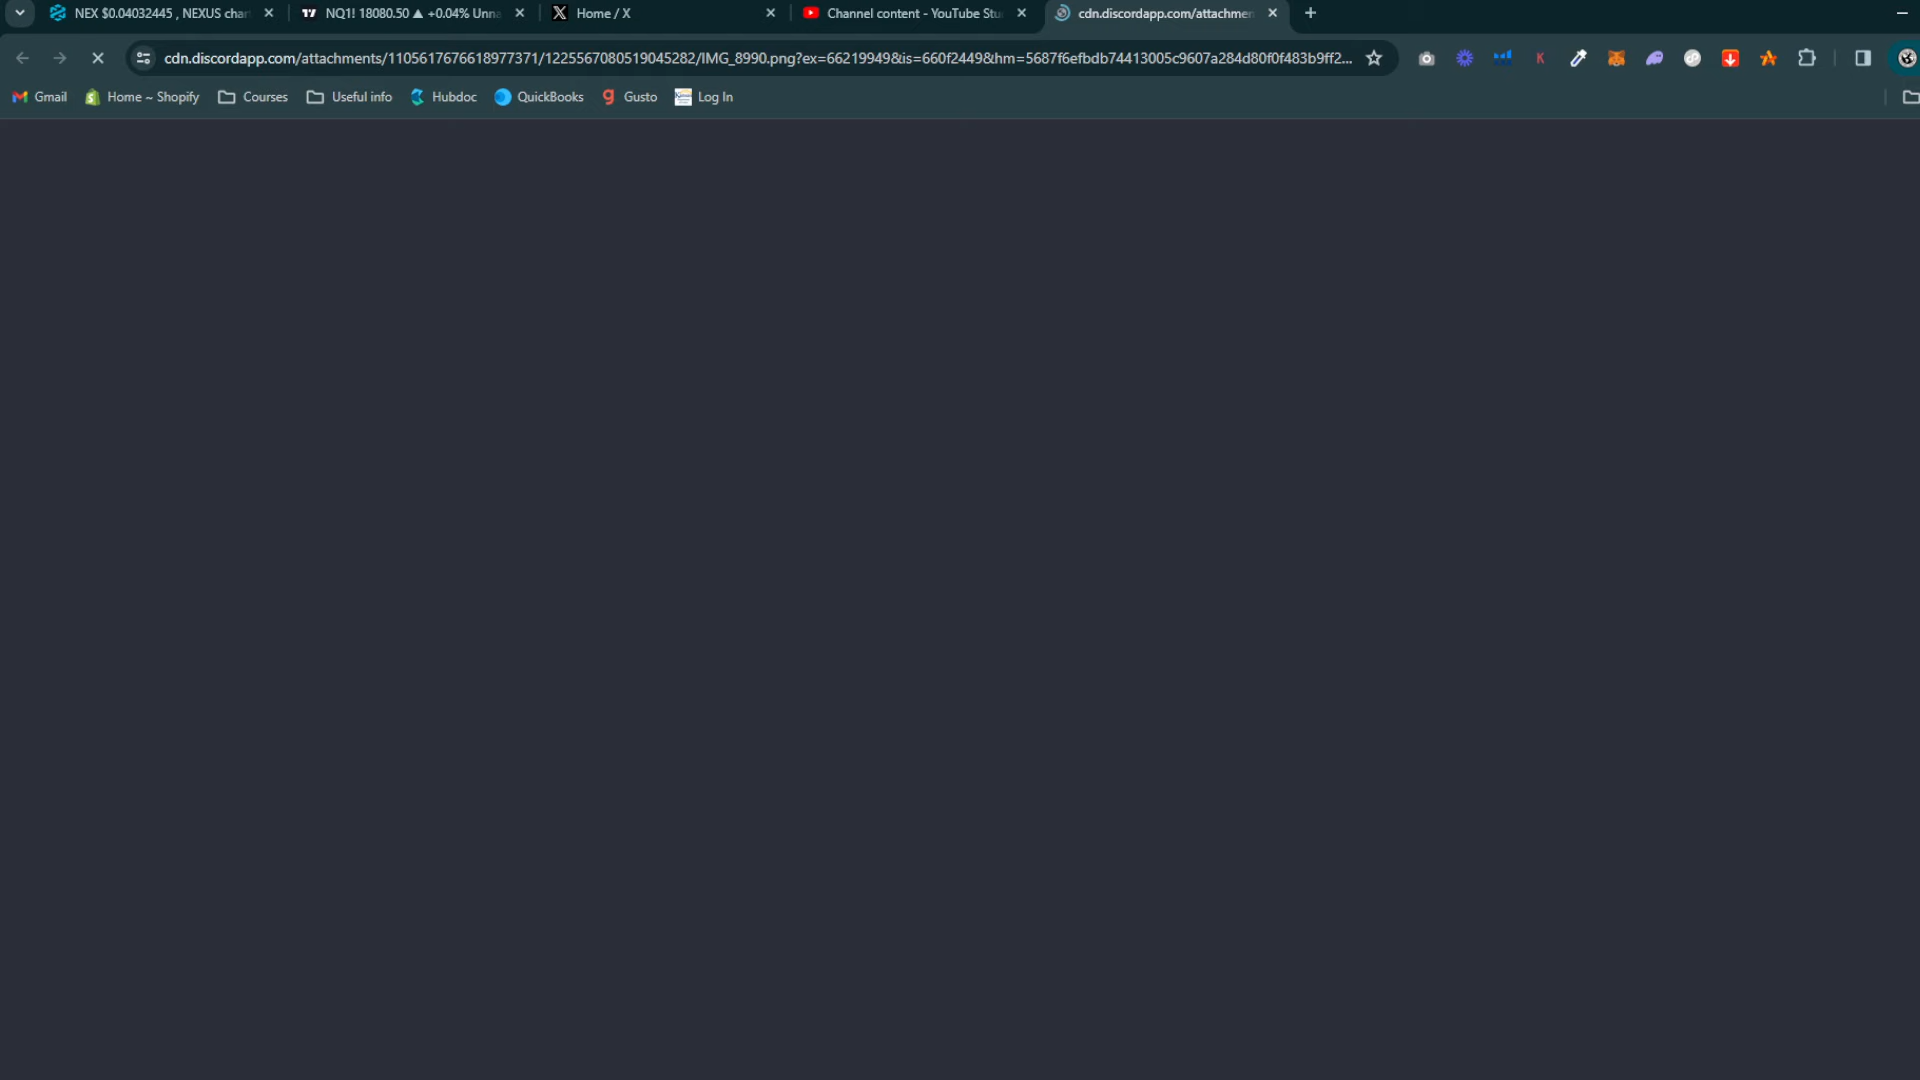 NEX $0.04032445 , NEXUS char
NQ1! 18080.50 ▲ +0.04% Unna
Home / X
Channel content - YouTube Stu
cdn.discordapp.com/attachmen
cdn.discordapp.com/attachments/1105617676618977371/1225567080519045282/IMG_8990.png?ex=66219949&is=660f2449&hm=5687f6efbdb74413005c9607a284d80f0f483b9ff2...
Gmail
Home ~ Shopify
Courses
Useful info
Hubdoc
QuickBooks
Gusto
Log In